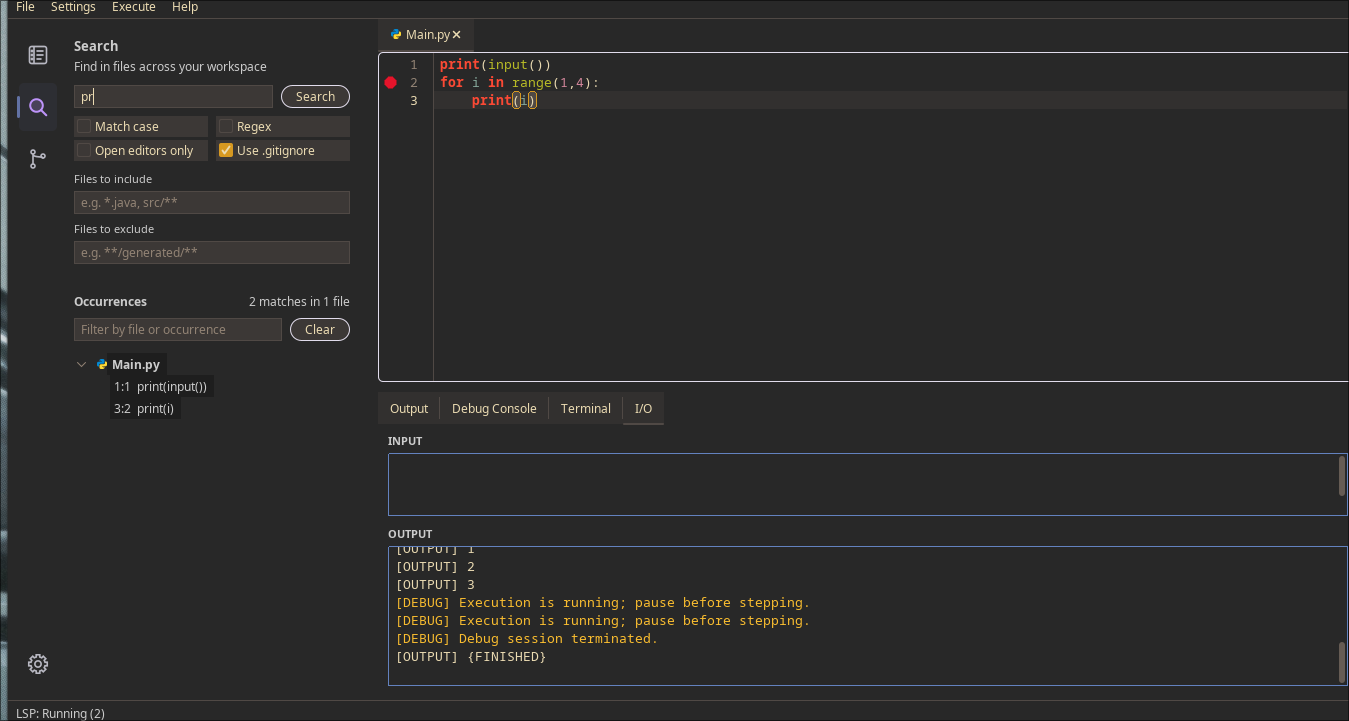 File Settings Execute Help
Search
Find in files across your workspace
pr
Search
Match case
Regex
Open editors only
Use .gitignore
Files to include
e.g. *.java, src/**
Files to exclude
e.g. **/generated/**
Occurrences
2 matches in 1 file
Filter by file or occurrence
Clear
Main.py
1:1 print(input())
3:2 print(i)
Main.py
1 print(input())
2 for i in range(1,4):
3     print(i)
Output Debug Console Terminal I/O
INPUT
OUTPUT
[OUTPUT] 1
[OUTPUT] 2
[OUTPUT] 3
[DEBUG] Execution is running; pause before stepping.
[DEBUG] Execution is running; pause before stepping.
[DEBUG] Debug session terminated.
[OUTPUT] {FINISHED}
LSP: Running (2)